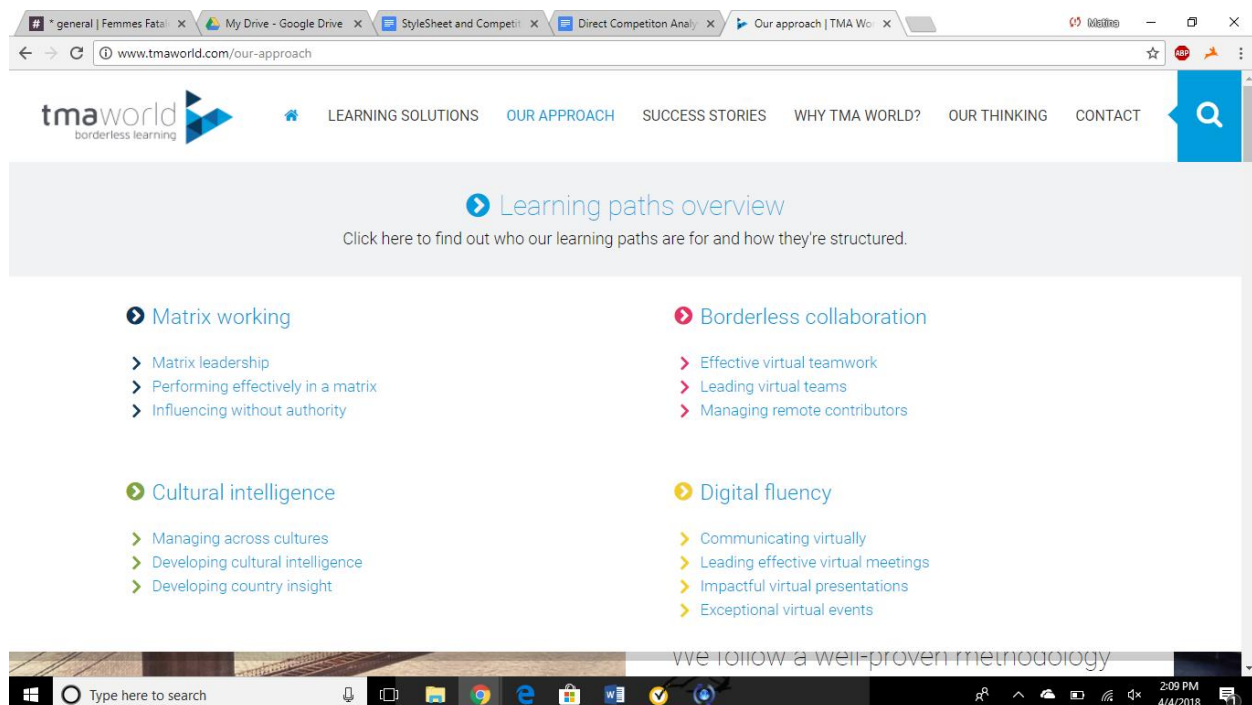 * general | Femmes Fatal
My Drive - Google Drive
StyleSheet and Competit
Direct Competiton Analy
Our approach | TMA Wo
Matina
www.tmaworld.com/our-approach
ABP
tmaworld
borderless learning
LEARNING SOLUTIONS OUR APPROACH SUCCESS STORIES WHY TMA WORLD? OUR THINKING CONTACT
Learning paths overview
Click here to find out who our learning paths are for and how they're structured.
Matrix working
Matrix leadership
Performing effectively in a matrix
Influencing without authority
Borderless collaboration
Effective virtual teamwork
Leading virtual teams
Managing remote contributors
Cultural intelligence
Managing across cultures
Developing cultural intelligence
Developing country insight
Digital fluency
Communicating virtually
Leading effective virtual meetings
Impactful virtual presentations
Exceptional virtual events
We follow a well-proven methodology
Type here to search
2:09 PM
4/4/2018
1